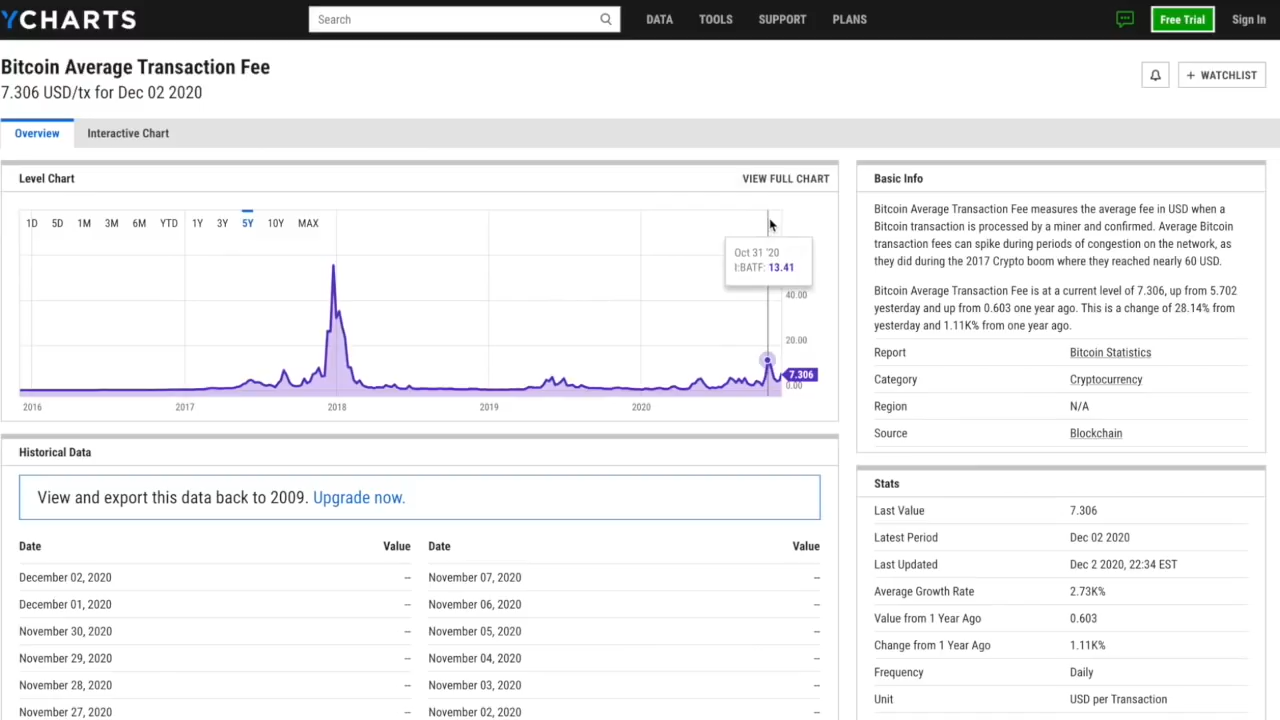 YCHARTS
Search
DATA
TOOLS
SUPPORT
PLANS
Free Trial
Sign In
Bitcoin Average Transaction Fee
7.306 USD/tx for Dec 02 2020
+ WATCHLIST
Overview
Interactive Chart
Level Chart
VIEW FULL CHART
1D 5D 1M 3M 6M YTD 1Y 3Y 5Y 10Y MAX
Oct 31 '20
I:BATF: 13.41
40.00
20.00
7.306
0.00
2016 2017 2018 2019 2020
Basic Info
Bitcoin Average Transaction Fee measures the average fee in USD when a
Bitcoin transaction is processed by a miner and confirmed. Average Bitcoin
transaction fees can spike during periods of congestion on the network, as
they did during the 2017 Crypto boom where they reached nearly 60 USD.
Bitcoin Average Transaction Fee is at a current level of 7.306, up from 5.702
yesterday and up from 0.603 one year ago. This is a change of 28.14% from
yesterday and 1.11K% from one year ago.
Report Bitcoin Statistics
Category Cryptocurrency
Region N/A
Source Blockchain
Historical Data
View and export this data back to 2009. Upgrade now.
Date Value Date Value
December 02, 2020 -- November 07, 2020 --
December 01, 2020 -- November 06, 2020 --
November 30, 2020 -- November 05, 2020 --
November 29, 2020 -- November 04, 2020 --
November 28, 2020 -- November 03, 2020 --
November 27, 2020 -- November 02, 2020 --
Stats
Last Value 7.306
Latest Period Dec 02 2020
Last Updated Dec 2 2020, 22:34 EST
Average Growth Rate 2.73K%
Value from 1 Year Ago 0.603
Change from 1 Year Ago 1.11K%
Frequency Daily
Unit USD per Transaction